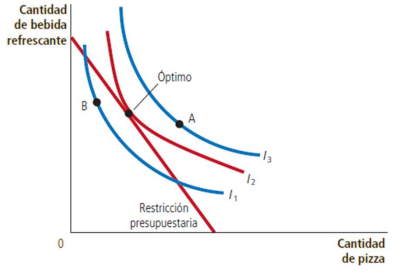 Cantidad
de bebida
refrescante
Óptimo
B
A
I3
I2
I1
Restricción
presupuestaria
0
Cantidad
de pizza